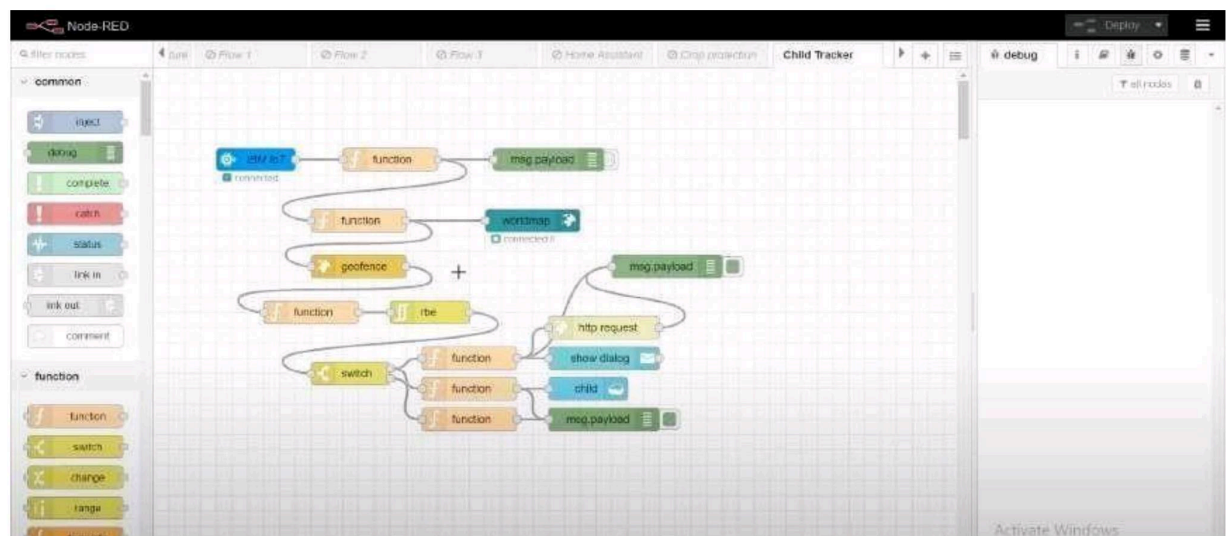 Node-RED
Deploy
filter nodes
Flow 1
Flow 2
Flow 3
Home Assistant
Crop protection
Child Tracker
debug
i
all nodes
common
inject
debug
complete
catch
status
link in
link out
comment
function
function
switch
change
range
IBM IoT
connected
function
msg.payload
function
worldmap
geofence
msg.payload
function
rbe
http request
function
show dialog
switch
function
child
function
msg.payload
Activate Windows